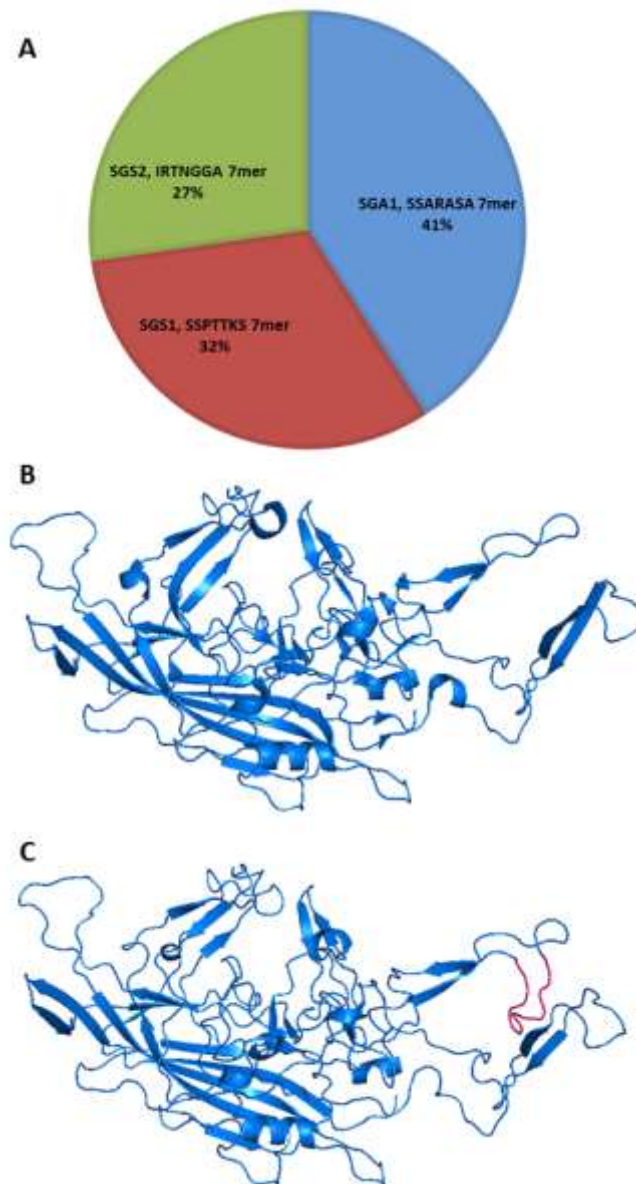 A
SGS2, IRTNGGA 7mer
27%
SGA1, SSARASA 7mer
41%
SGS1, SSPTTKS 7mer
32%
B
C